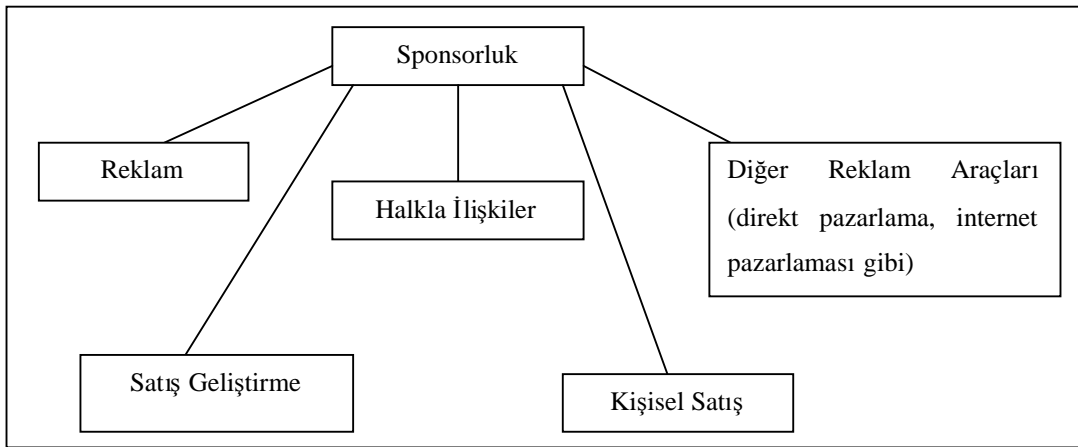 Sponsorluk
Reklam
Halkla İlişkiler
Diğer Reklam Araçları
(direkt pazarlama, internet
pazarlaması gibi)
Satış Geliştirme
Kişisel Satış